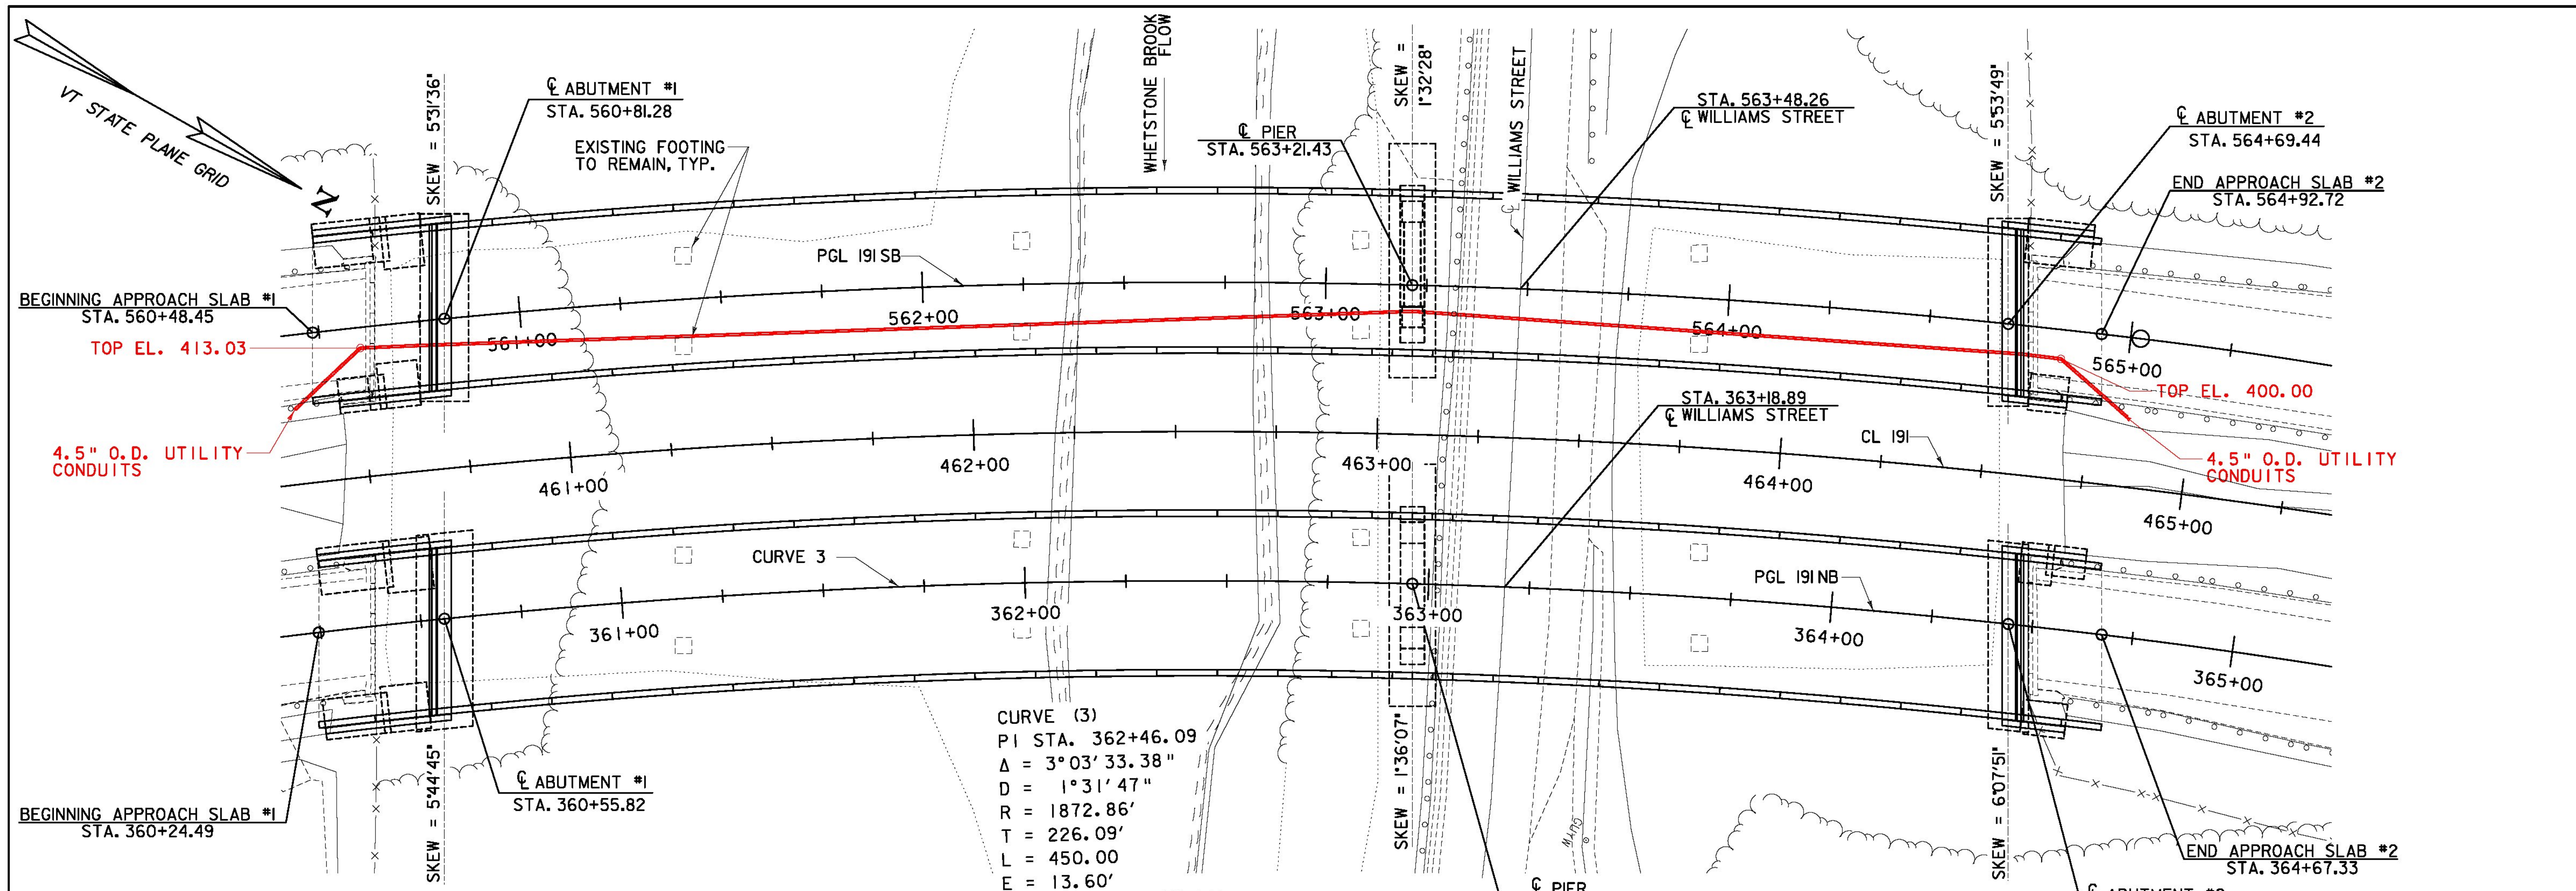 VT STATE PLANE GRID
N
SKEW = 5°31'36"
℄ ABUTMENT #1
STA. 560+81.28
EXISTING FOOTING
TO REMAIN, TYP.
WHETSTONE BROOK
FLOW
℄ PIER
STA. 563+21.43
SKEW =
1°32'28"
℄ WILLIAMS STREET
STA. 563+48.26
℄ WILLIAMS STREET
SKEW = 5°53'49"
℄ ABUTMENT #2
STA. 564+69.44
END APPROACH SLAB #2
STA. 564+92.72
BEGINNING APPROACH SLAB #1
STA. 560+48.45
TOP EL. 413.03
4.5" O.D. UTILITY
CONDUITS
PGL 191 SB
561+00
562+00
563+00
564+00
565+00
TOP EL. 400.00
4.5" O.D. UTILITY
CONDUITS
STA. 363+18.89
℄ WILLIAMS STREET
CL 191
461+00
462+00
463+00
464+00
465+00
CURVE 3
PGL 191 NB
361+00
362+00
363+00
364+00
365+00
BEGINNING APPROACH SLAB #1
STA. 360+24.49
SKEW = 5°44'45"
℄ ABUTMENT #1
STA. 360+55.82
CURVE (3)
PI STA. 362+46.09
Δ = 3°03'33.38"
D = 1°31'47"
R = 1872.86'
T = 226.09'
L = 450.00
E = 13.60'
SKEW = 1°36'07"
℄ PIER
GUY
SKEW = 6°07'51"
END APPROACH SLAB #2
STA. 364+67.33
℄ ABUTMENT #2